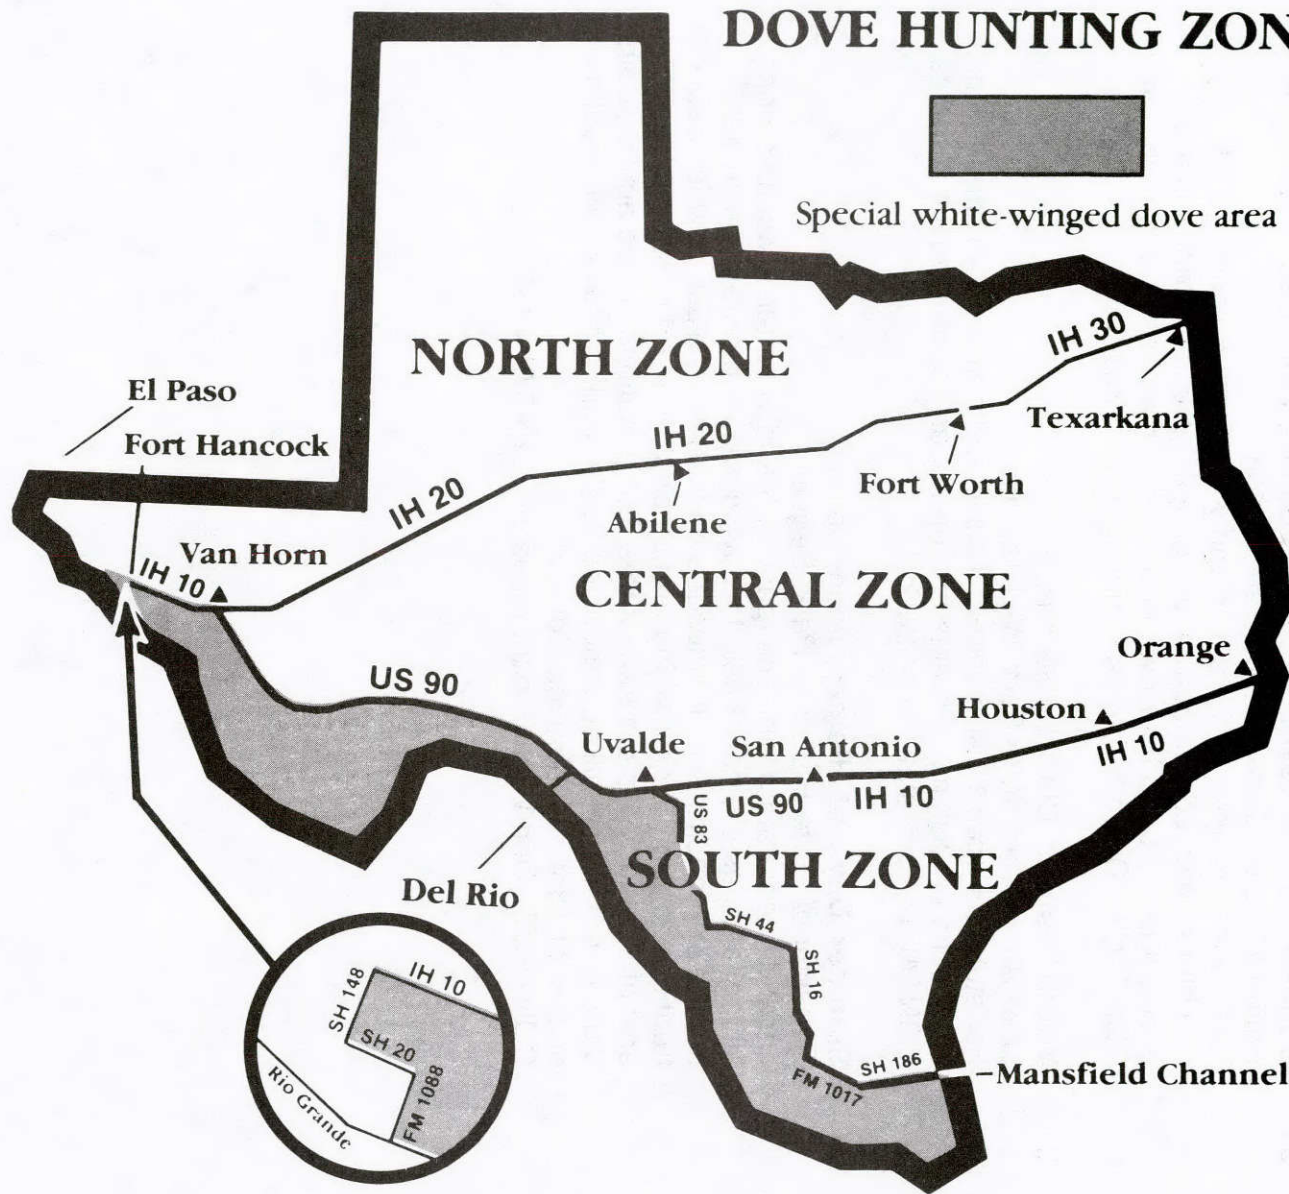 DOVE HUNTING ZON
Special white-winged dove area
NORTH ZONE
IH 30
El Paso
Texarkana
Fort Hancock
IH 20
Fort Worth
IH 20
Abilene
Van Horn
IH 10
CENTRAL ZONE
Orange
US 90
Houston
Uvalde
San Antonio
IH 10
US 83
US 90
IH 10
SOUTH ZONE
Del Rio
SH 44
SH 16
IH 10
SH 148
SH 20
FM 1088
Rio Grande
SH 186
FM 1017
Mansfield Channel